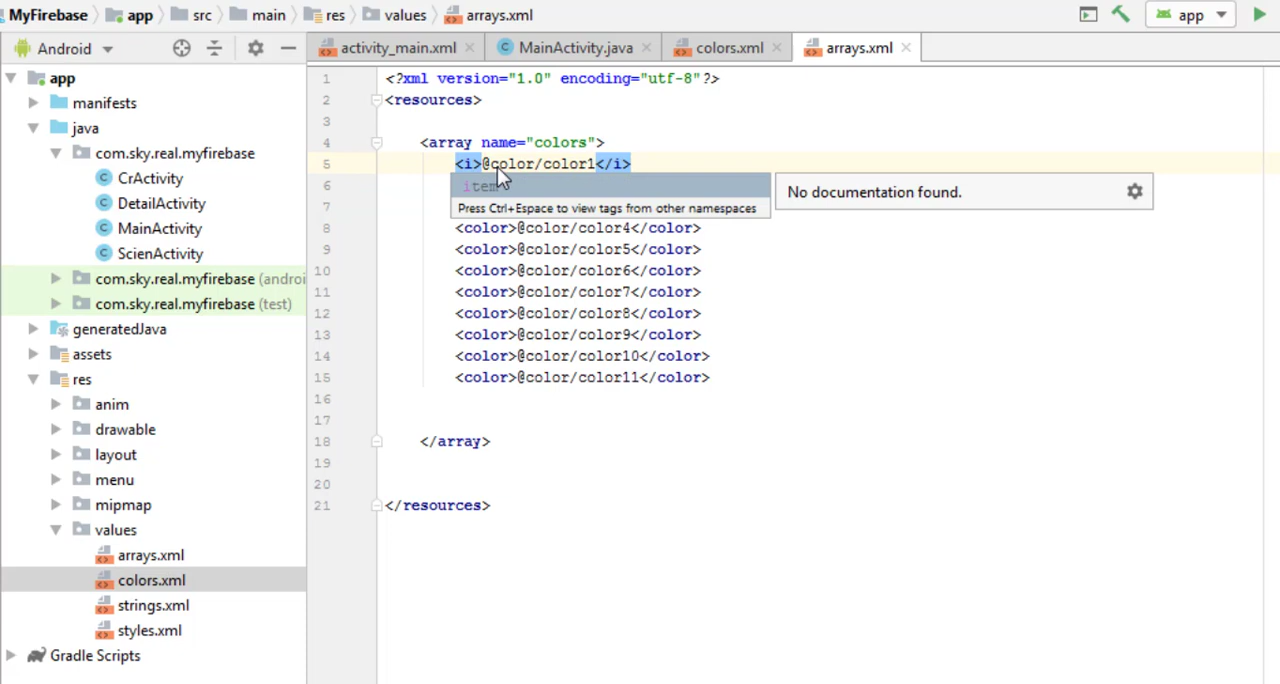 MyFirebase app src main res values arrays.xml
app
Android
activity_main.xml MainActivity.java colors.xml arrays.xml
app
manifests
java
com.sky.real.myfirebase
CrActivity
DetailActivity
MainActivity
ScienActivity
com.sky.real.myfirebase (androi
com.sky.real.myfirebase (test)
generatedJava
assets
res
anim
drawable
layout
menu
mipmap
values
arrays.xml
colors.xml
strings.xml
styles.xml
Gradle Scripts
1 <?xml version="1.0" encoding="utf-8"?>
2 <resources>
3
4 <array name="colors">
5 <i>@color/color1</i>
6 item
No documentation found.
7 Press Ctrl+Espace to view tags from other namespaces
8 <color>@color/color4</color>
9 <color>@color/color5</color>
10 <color>@color/color6</color>
11 <color>@color/color7</color>
12 <color>@color/color8</color>
13 <color>@color/color9</color>
14 <color>@color/color10</color>
15 <color>@color/color11</color>
16
17
18 </array>
19
20
21 </resources>